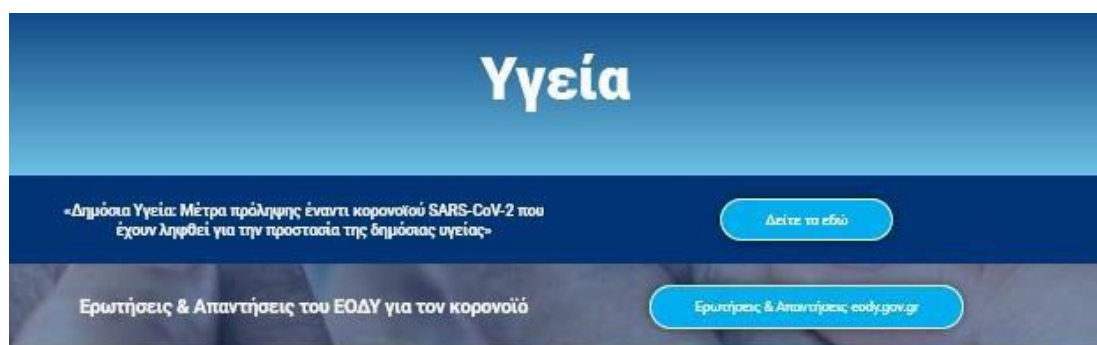 Υγεία
«Δημόσια Υγεία: Μέτρα πρόληψης έναντι κορονοϊού SARS-CoV-2 που
έχουν ληφθεί για την προστασία της δημόσιας υγείας»
Δείτε τα εδώ
Ερωτήσεις & Απαντήσεις του ΕΟΔΥ για τον κορονοϊό
Ερωτήσεις & Απαντήσεις eody.gov.gr